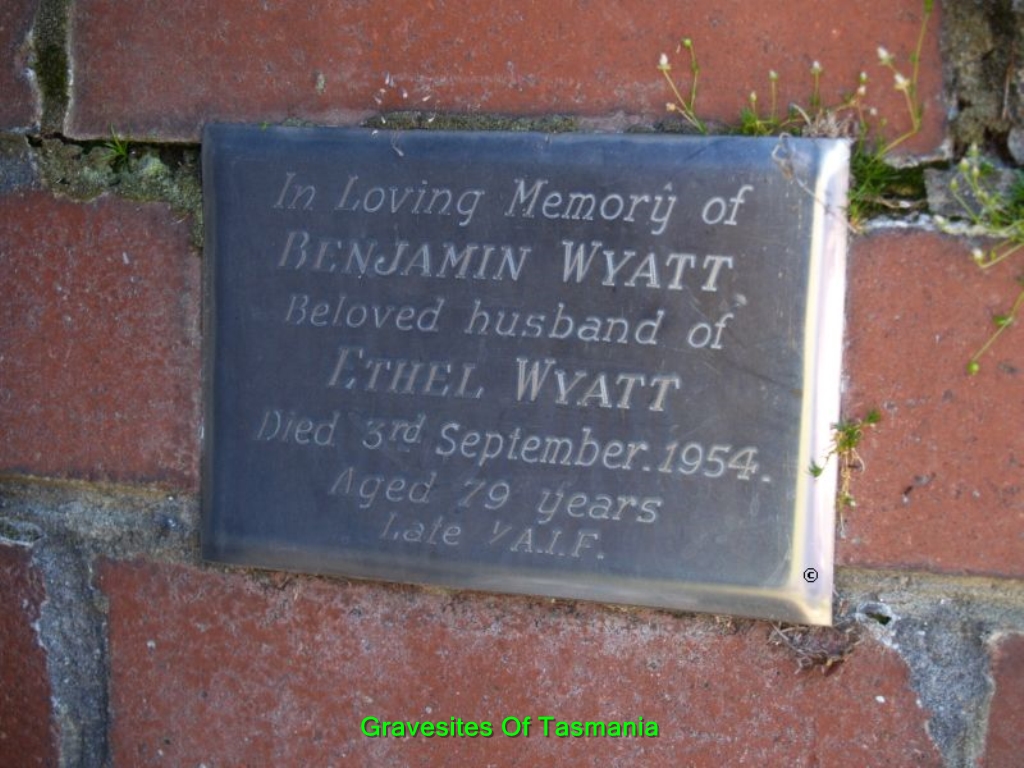 In Loving Memory of
BENJAMIN WYATT
Beloved husband of
ETHEL WYATT
Died 3rd September. 1954.
Aged 79 years
Late 1/A.I.F.
©
Gravesites Of Tasmania